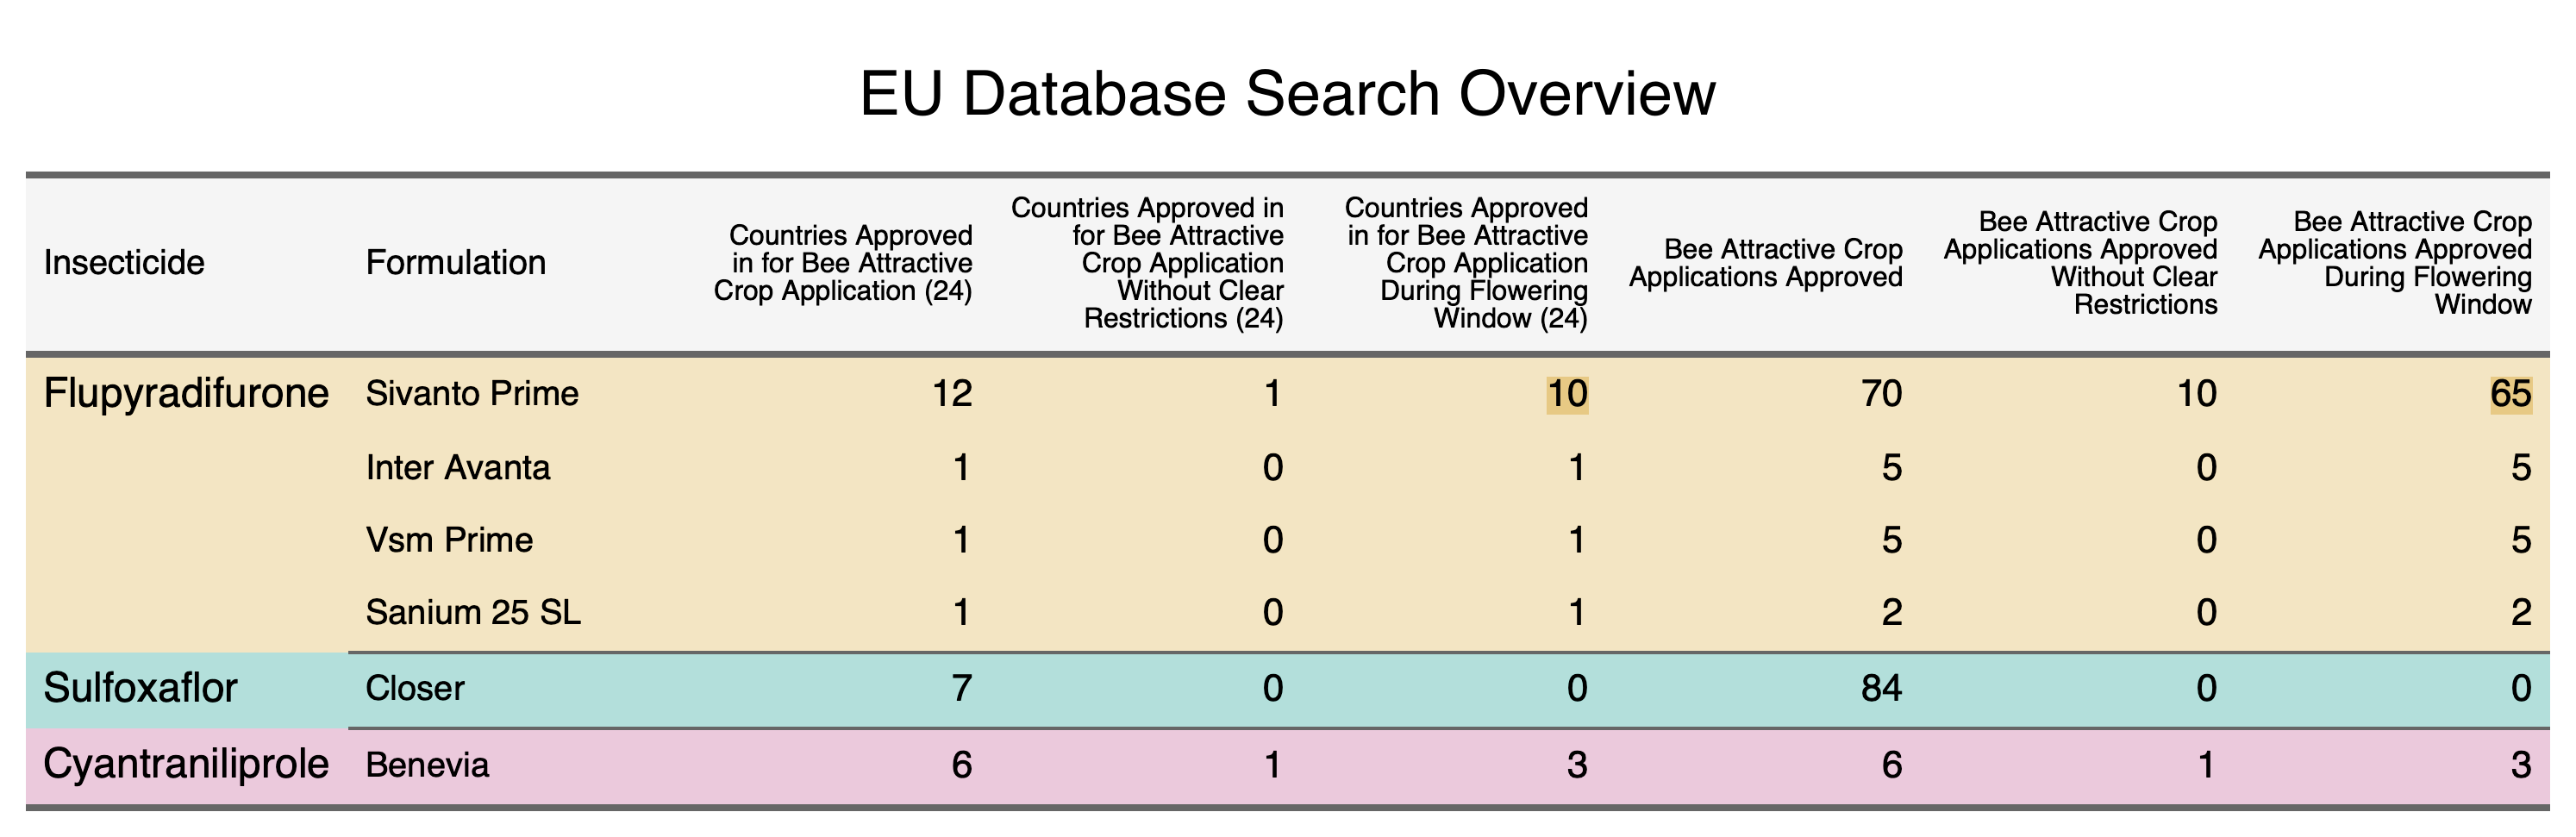 EU Database Search Overview
Insecticide
Formulation
Countries Approved
in for Bee Attractive
Crop Application (24)
Countries Approved in
for Bee Attractive
Crop Application
Without Clear
Restrictions (24)
Countries Approved
in for Bee Attractive
Crop Application
During Flowering
Window (24)
Bee Attractive Crop
Applications Approved
Bee Attractive Crop
Applications Approved
Without Clear
Restrictions
Bee Attractive Crop
Applications Approved
During Flowering
Window
Flupyradifurone Sivanto Prime 12 1 10 70 10 65
Inter Avanta 1 0 1 5 0 5
Vsm Prime 1 0 1 5 0 5
Sanium 25 SL 1 0 1 2 0 2
Sulfoxaflor Closer 7 0 0 84 0 0
Cyantraniliprole Benevia 6 1 3 6 1 3